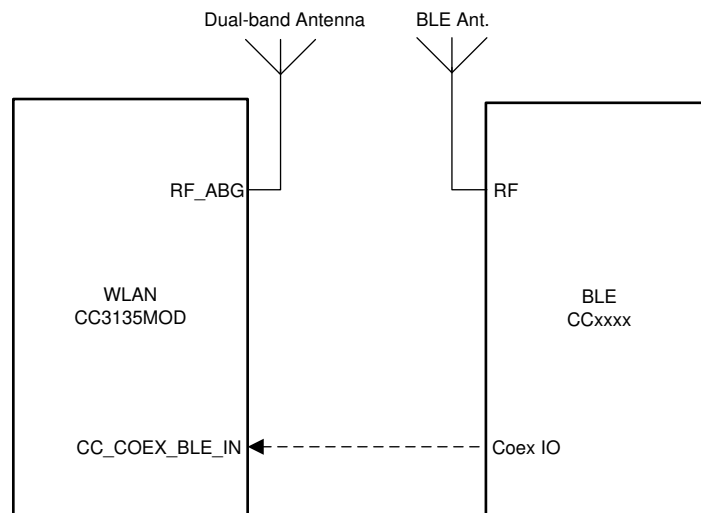 Dual-band Antenna
BLE Ant.
RF_ABG
RF
WLAN
CC3135MOD
BLE
CCxxxx
CC_COEX_BLE_IN
Coex IO